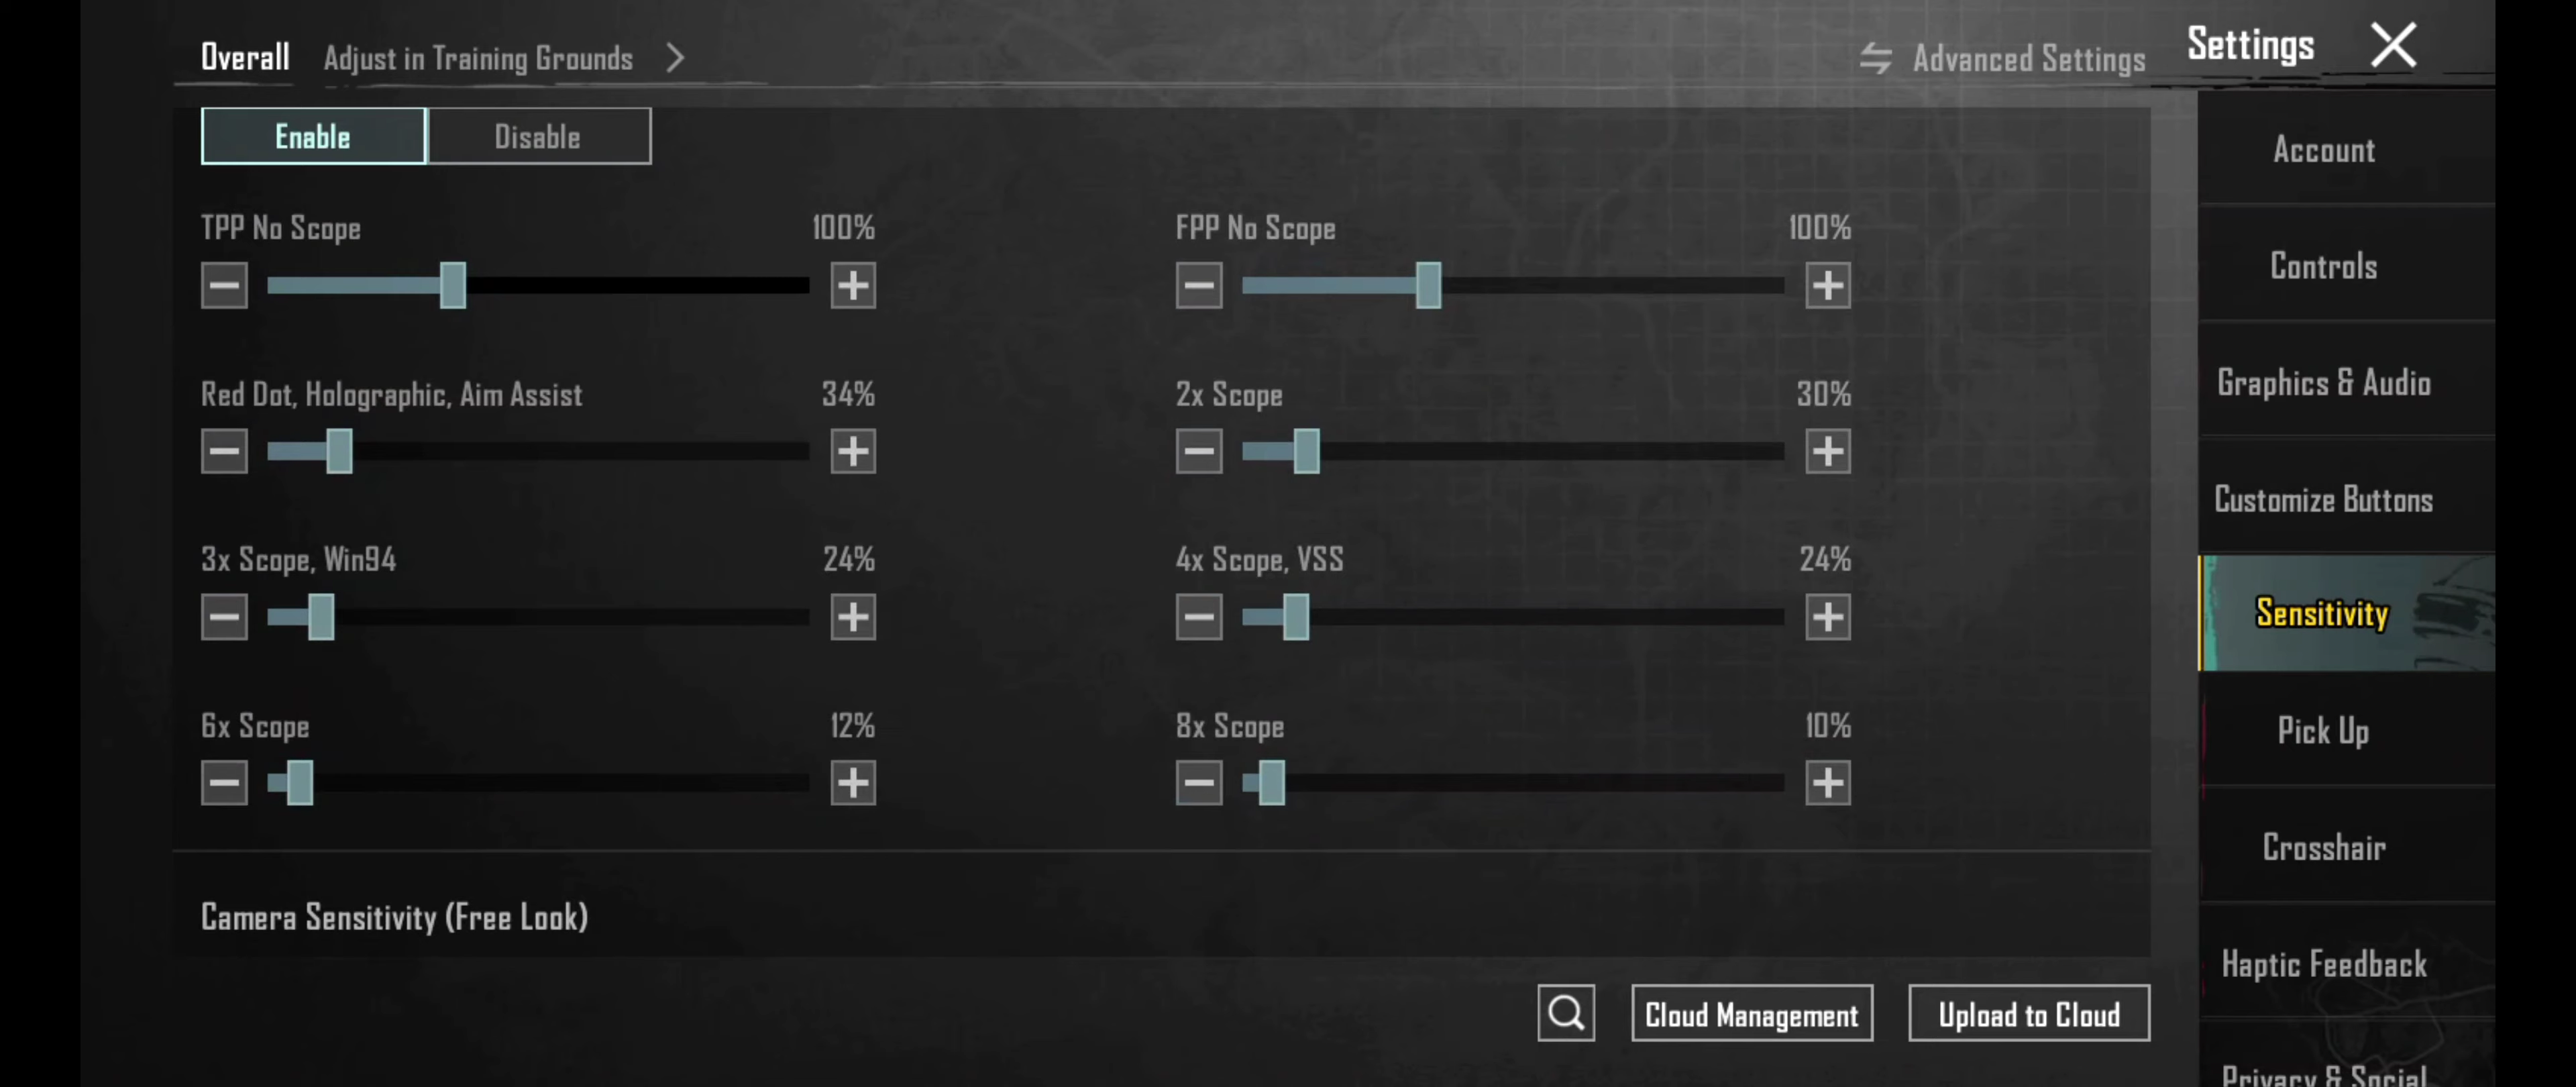 Overall
Adjust in Training Grounds
Advanced Settings
Settings
Enable
Disable
TPP No Scope
100%
FPP No Scope
100%
Red Dot, Holographic, Aim Assist
34%
2x Scope
30%
3x Scope, Win94
24%
4x Scope, VSS
24%
6x Scope
12%
8x Scope
10%
Camera Sensitivity (Free Look)
Cloud Management
Upload to Cloud
Account
Controls
Graphics & Audio
Customize Buttons
Sensitivity
Pick Up
Crosshair
Haptic Feedback
Privacy & Social